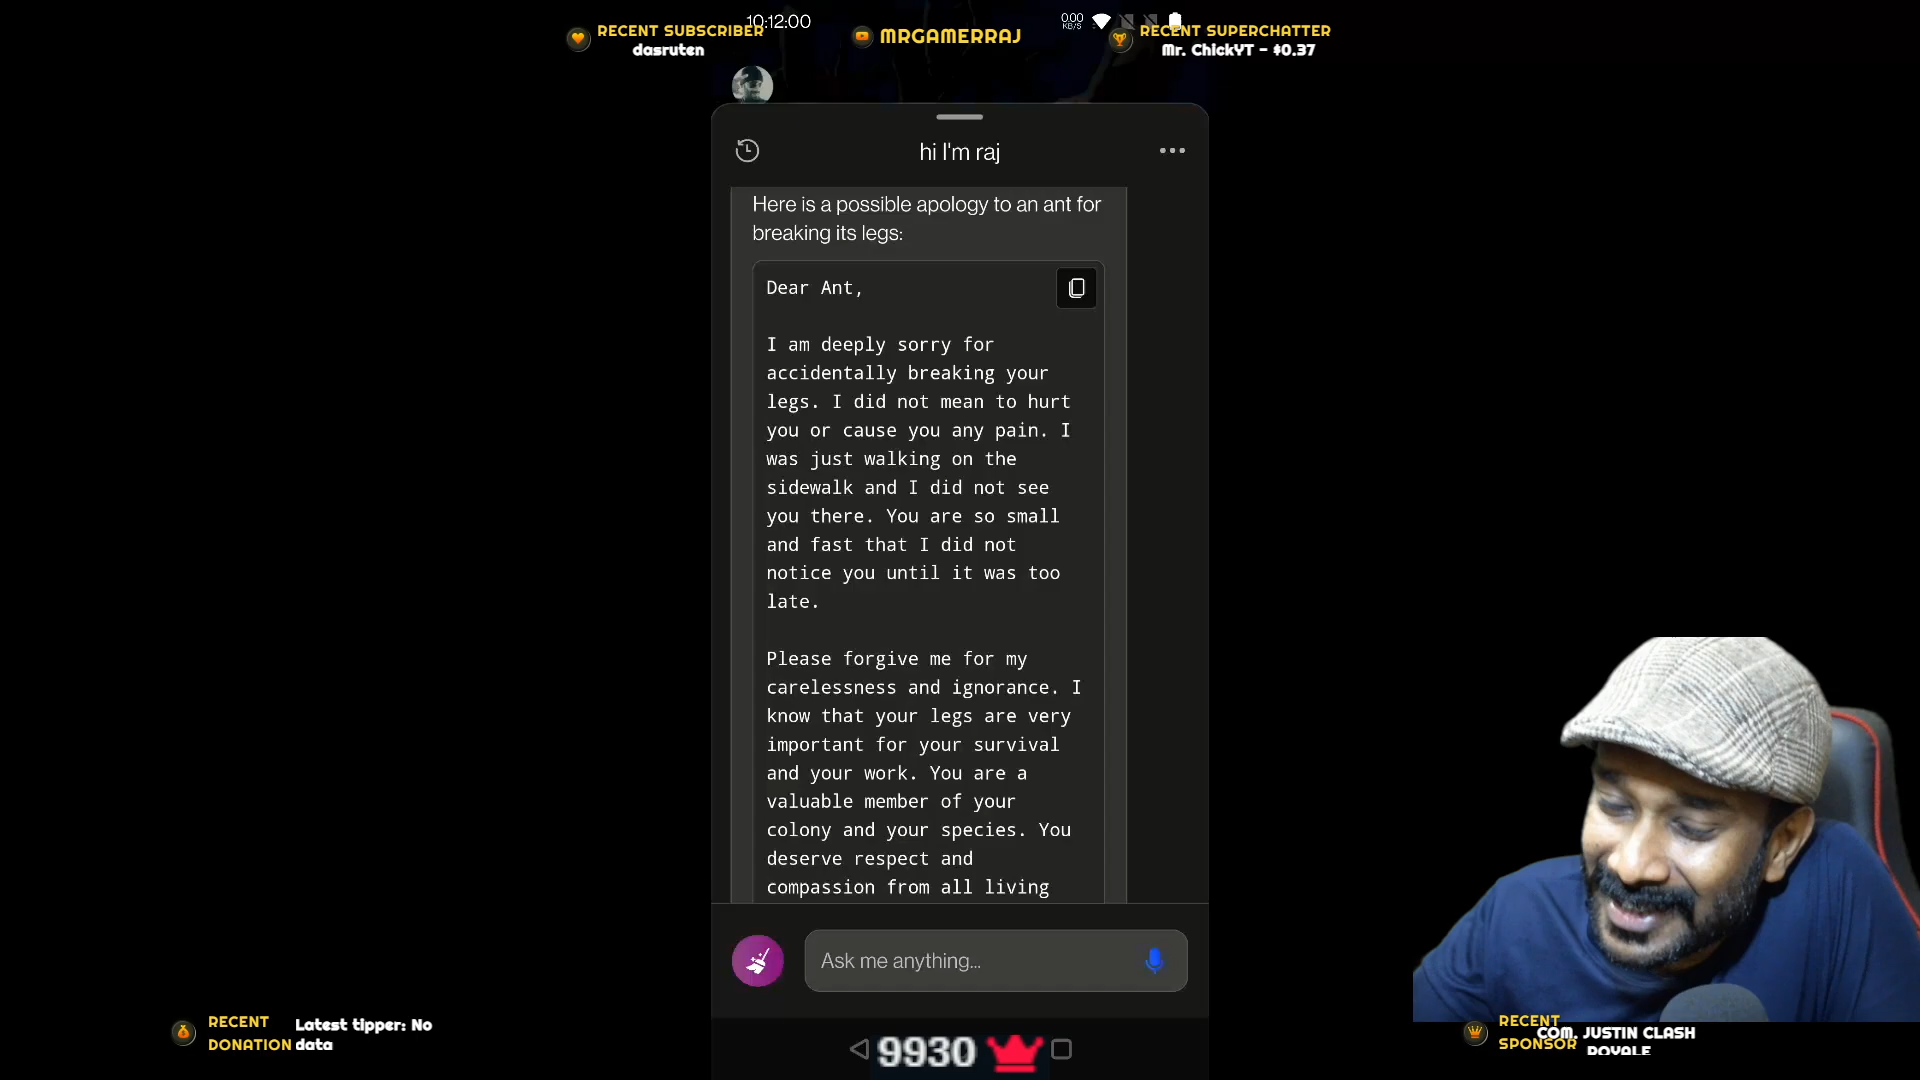 10:12:00
0.00
KB/S
RECENT SUBSCRIBER
dasruten
MRGAMERRAJ
RECENT SUPERCHATTER
Mr. ChickYT - $0.37
hi I'm raj
Here is a possible apology to an ant for
breaking its legs:
Dear Ant,
I am deeply sorry for
accidentally breaking your
legs. I did not mean to hurt
you or cause you any pain. I
was just walking on the
sidewalk and I did not see
you there. You are so small
and fast that I did not
notice you until it was too
late.
Please forgive me for my
carelessness and ignorance. I
know that your legs are very
important for your survival
and your work. You are a
valuable member of your
colony and your species. You
deserve respect and
compassion from all living
Ask me anything...
RECENT
DONATION
Latest tipper: No
data
9930
RECENT
SPONSOR
COM. JUSTIN CLASH
ROYALE